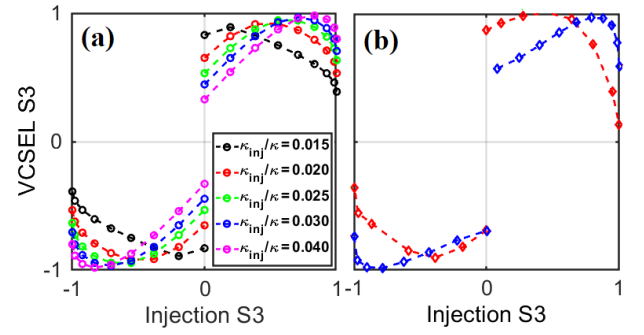 (a)
(b)
VCSEL S3
1
0
-1
κinj/κ = 0.015
κinj/κ = 0.020
κinj/κ = 0.025
κinj/κ = 0.030
κinj/κ = 0.040
-1 0 1
-1 0 1
Injection S3
Injection S3